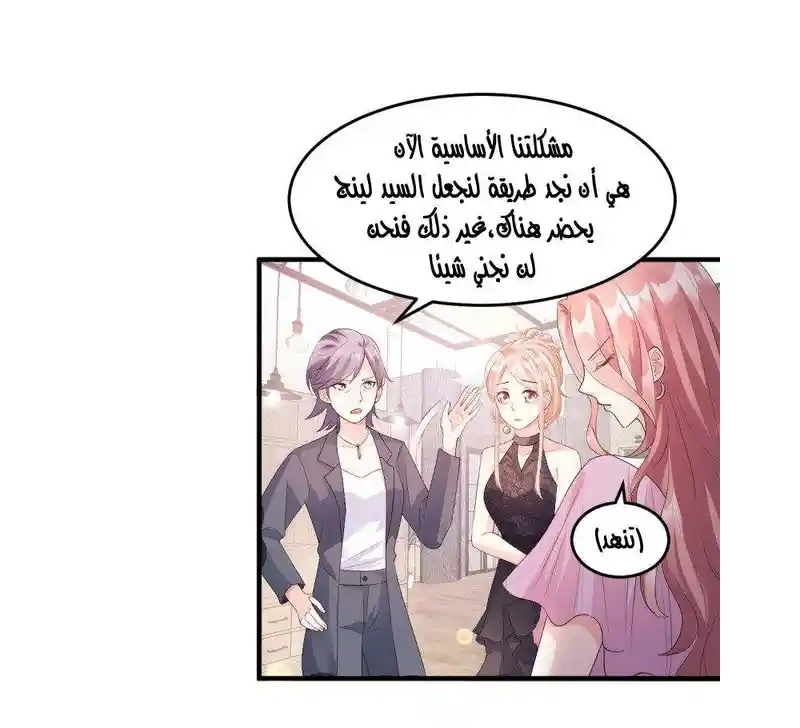 مشكلتنا الأساسية الآن
هي أن نجد طريقة لنجعل السيد لينج
يحضر هناك،غير ذلك فنحن
لن نجني شيئا
(تنهد)